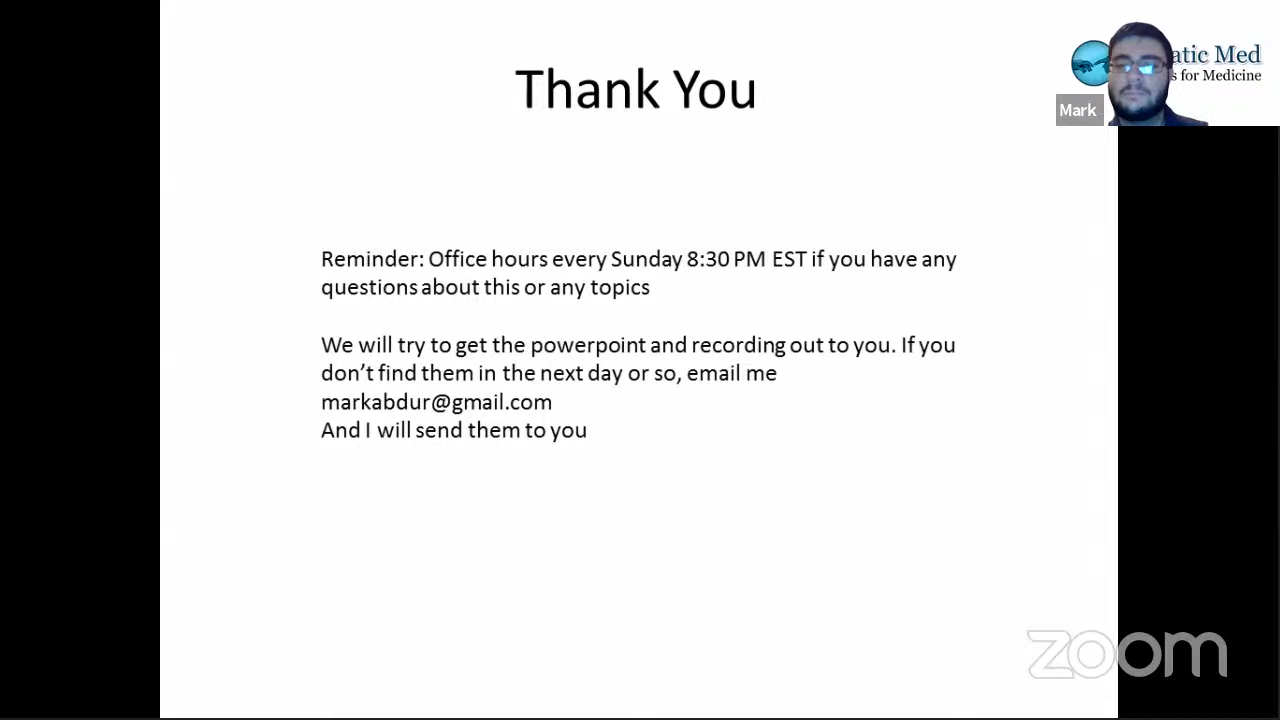 Thank You
atic Med
s for Medicine
Mark
Reminder: Office hours every Sunday 8:30 PM EST if you have any
questions about this or any topics
We will try to get the powerpoint and recording out to you. If you
don’t find them in the next day or so, email me
markabdur@gmail.com
And I will send them to you
zoom